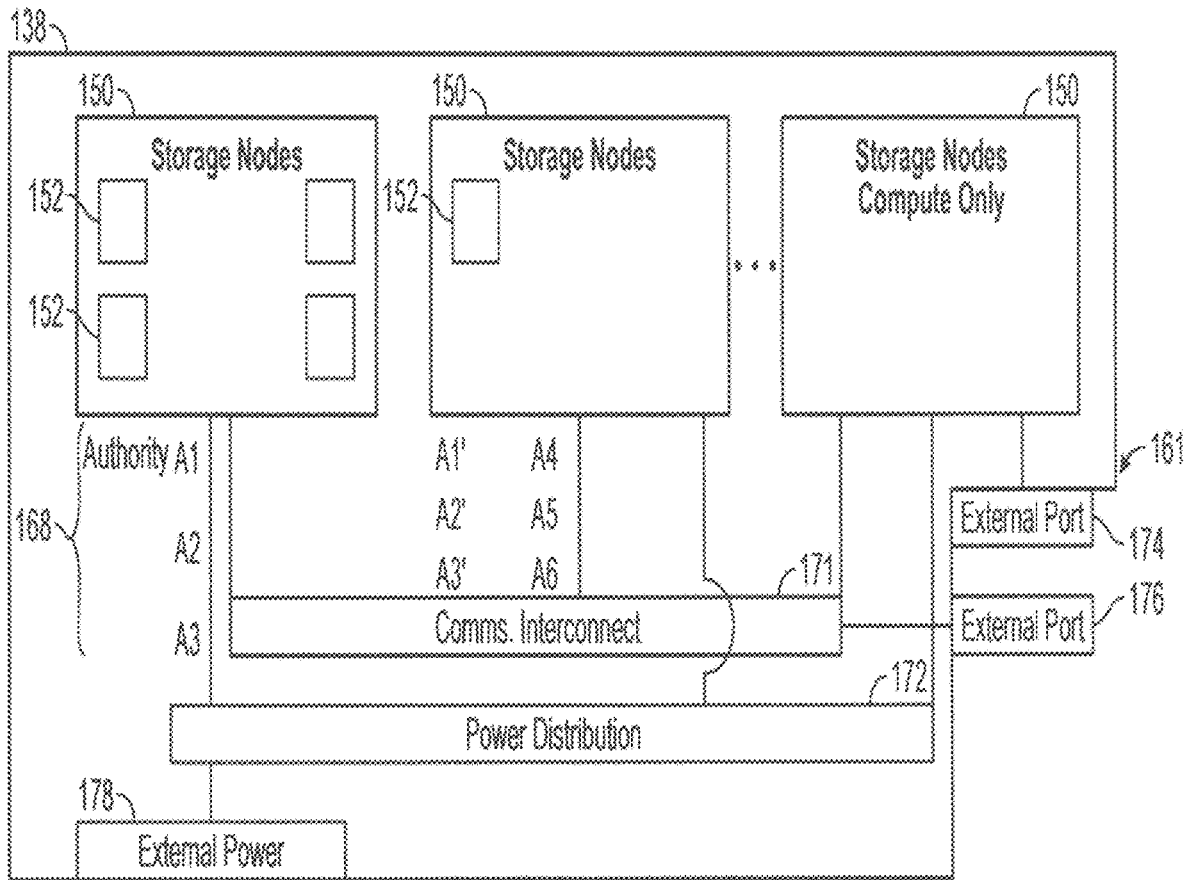 138
150
150
150
Storage Nodes
Storage Nodes
Storage Nodes
Compute Only
152
152
152
...
Authority A1
A1' A4
161
168
A2
A2' A5
External Port
174
A3' A6
171
A3
Comms. Interconnect
External Port
176
172
Power Distribution
178
External Power